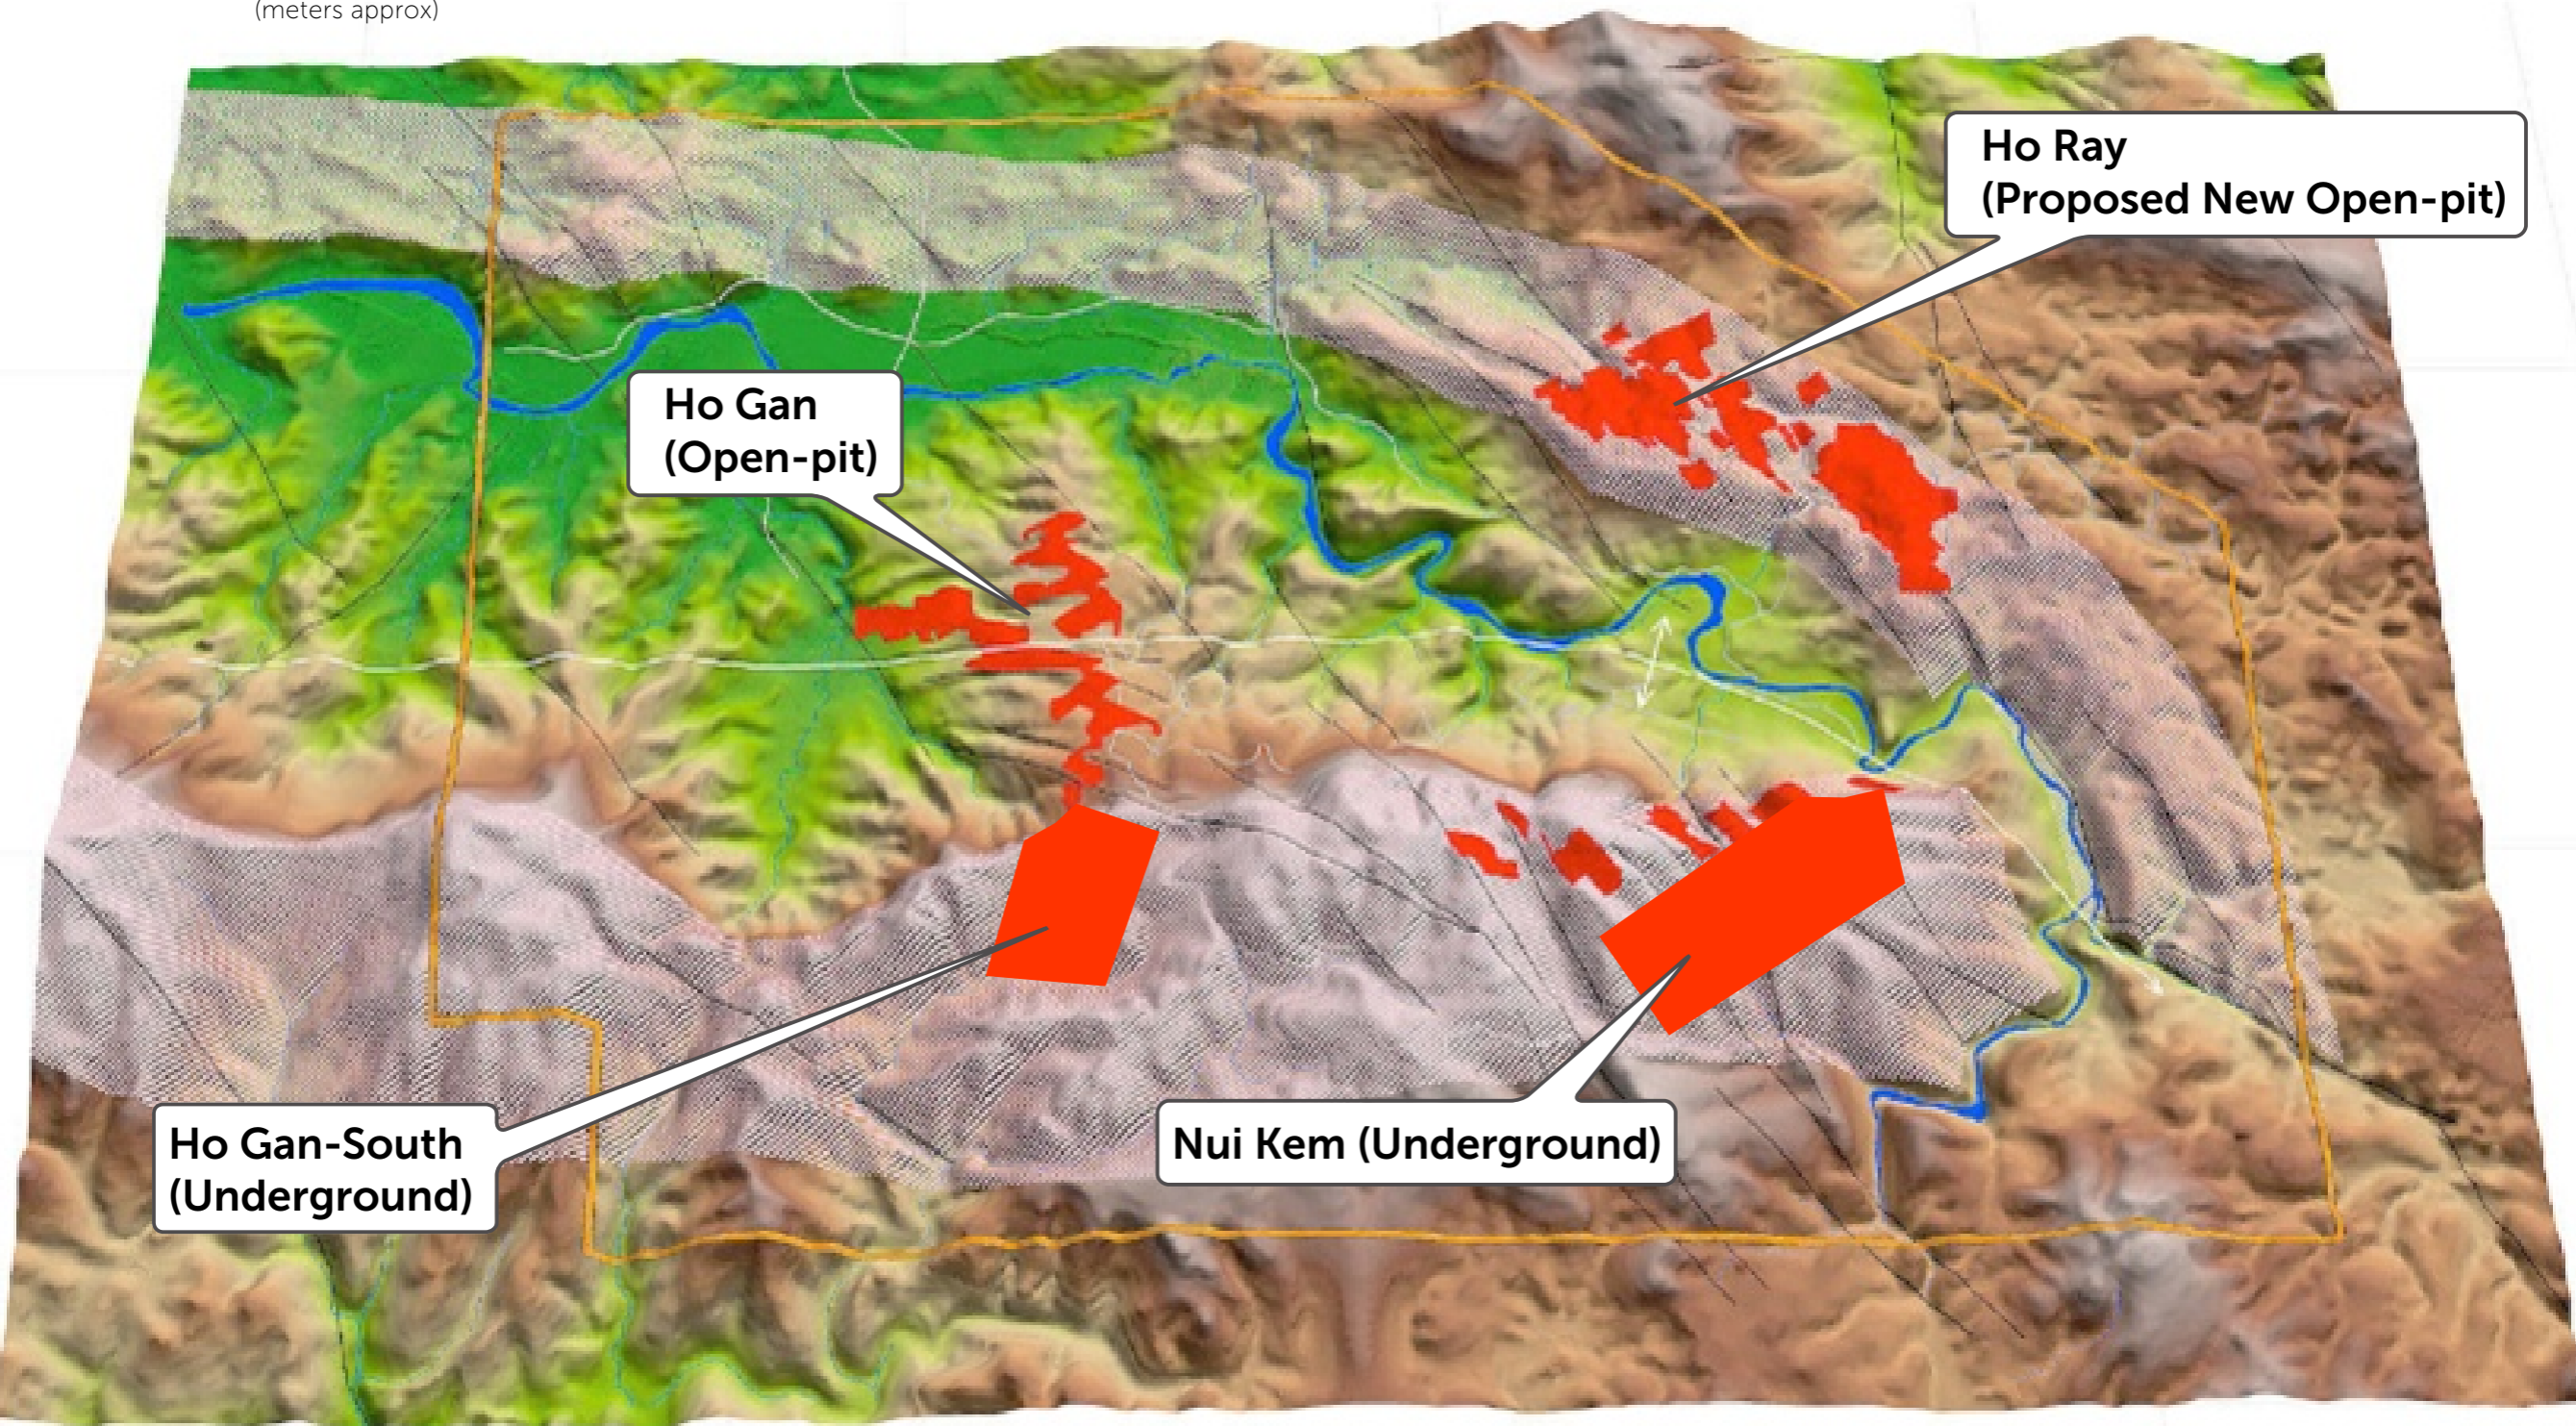 (meters approx)
Ho Ray
(Proposed New Open-pit)
Ho Gan
(Open-pit)
Ho Gan-South
(Underground)
Nui Kem (Underground)